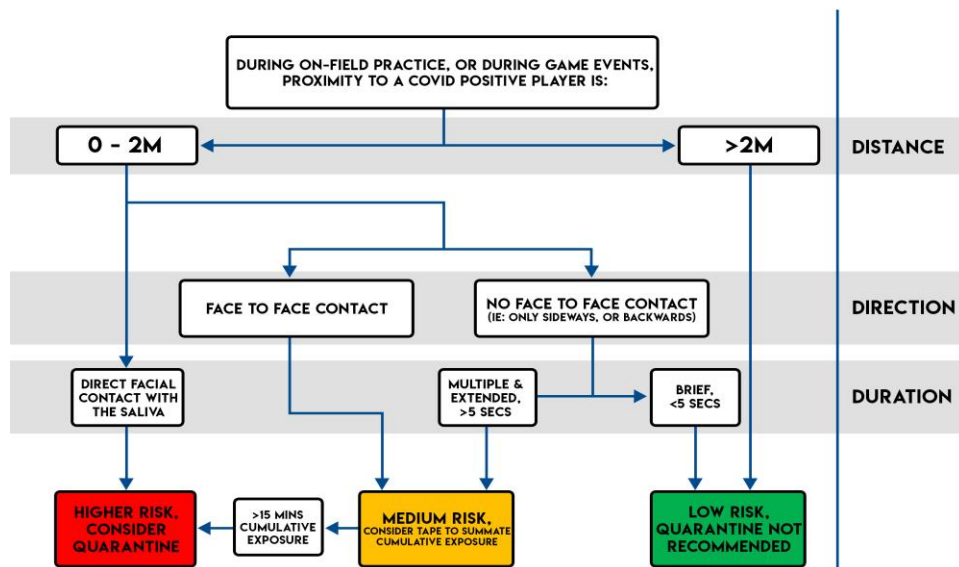 DURING ON-FIELD PRACTICE, OR DURING GAME EVENTS,
PROXIMITY TO A COVID POSITIVE PLAYER IS:
0 - 2M
>2M
DISTANCE
FACE TO FACE CONTACT
NO FACE TO FACE CONTACT
(IE: ONLY SIDEWAYS, OR BACKWARDS)
DIRECTION
DIRECT FACIAL
CONTACT WITH
THE SALIVA
MULTIPLE &
EXTENDED,
>5 SECS
BRIEF,
<5 SECS
DURATION
HIGHER RISK,
CONSIDER
QUARANTINE
>15 MINS
CUMULATIVE
EXPOSURE
MEDIUM RISK,
CONSIDER TAPE TO SUMMATE
CUMULATIVE EXPOSURE
LOW RISK,
QUARANTINE NOT
RECOMMENDED